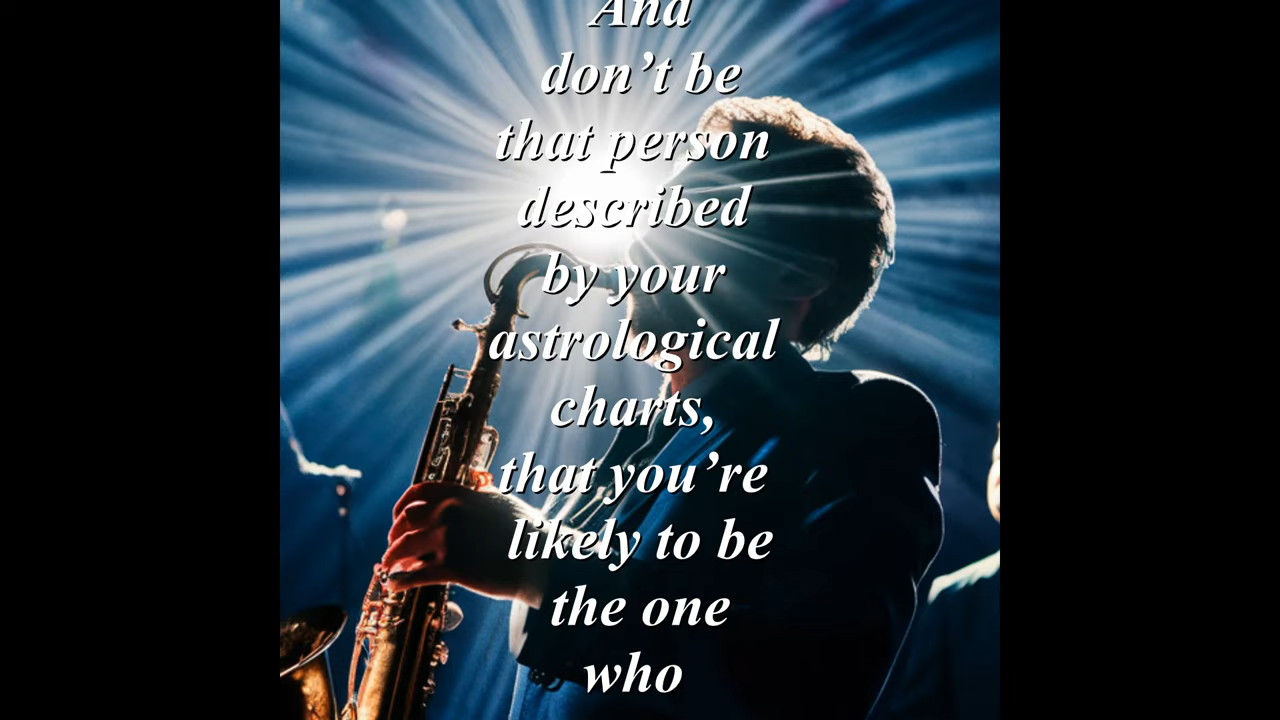 And
don’t be
that person
described
by your
astrological
charts,
that you’re
likely to be
the one
who